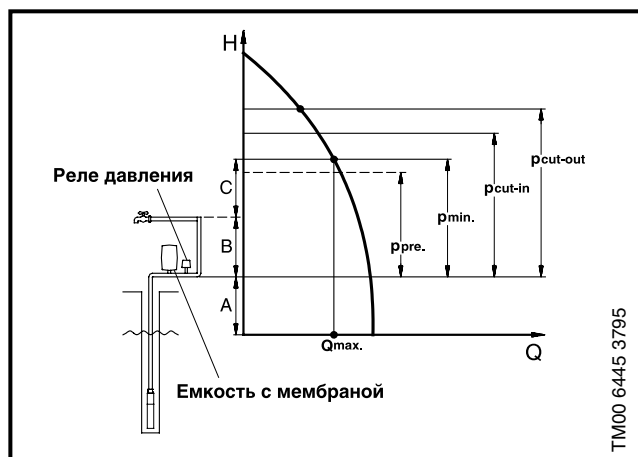 H
pcut-out
Реле давления
C
pcut-in
pmin.
ppre.
B
A
Qmax.
Q
Емкость с мембраной
TM00 6445 3795